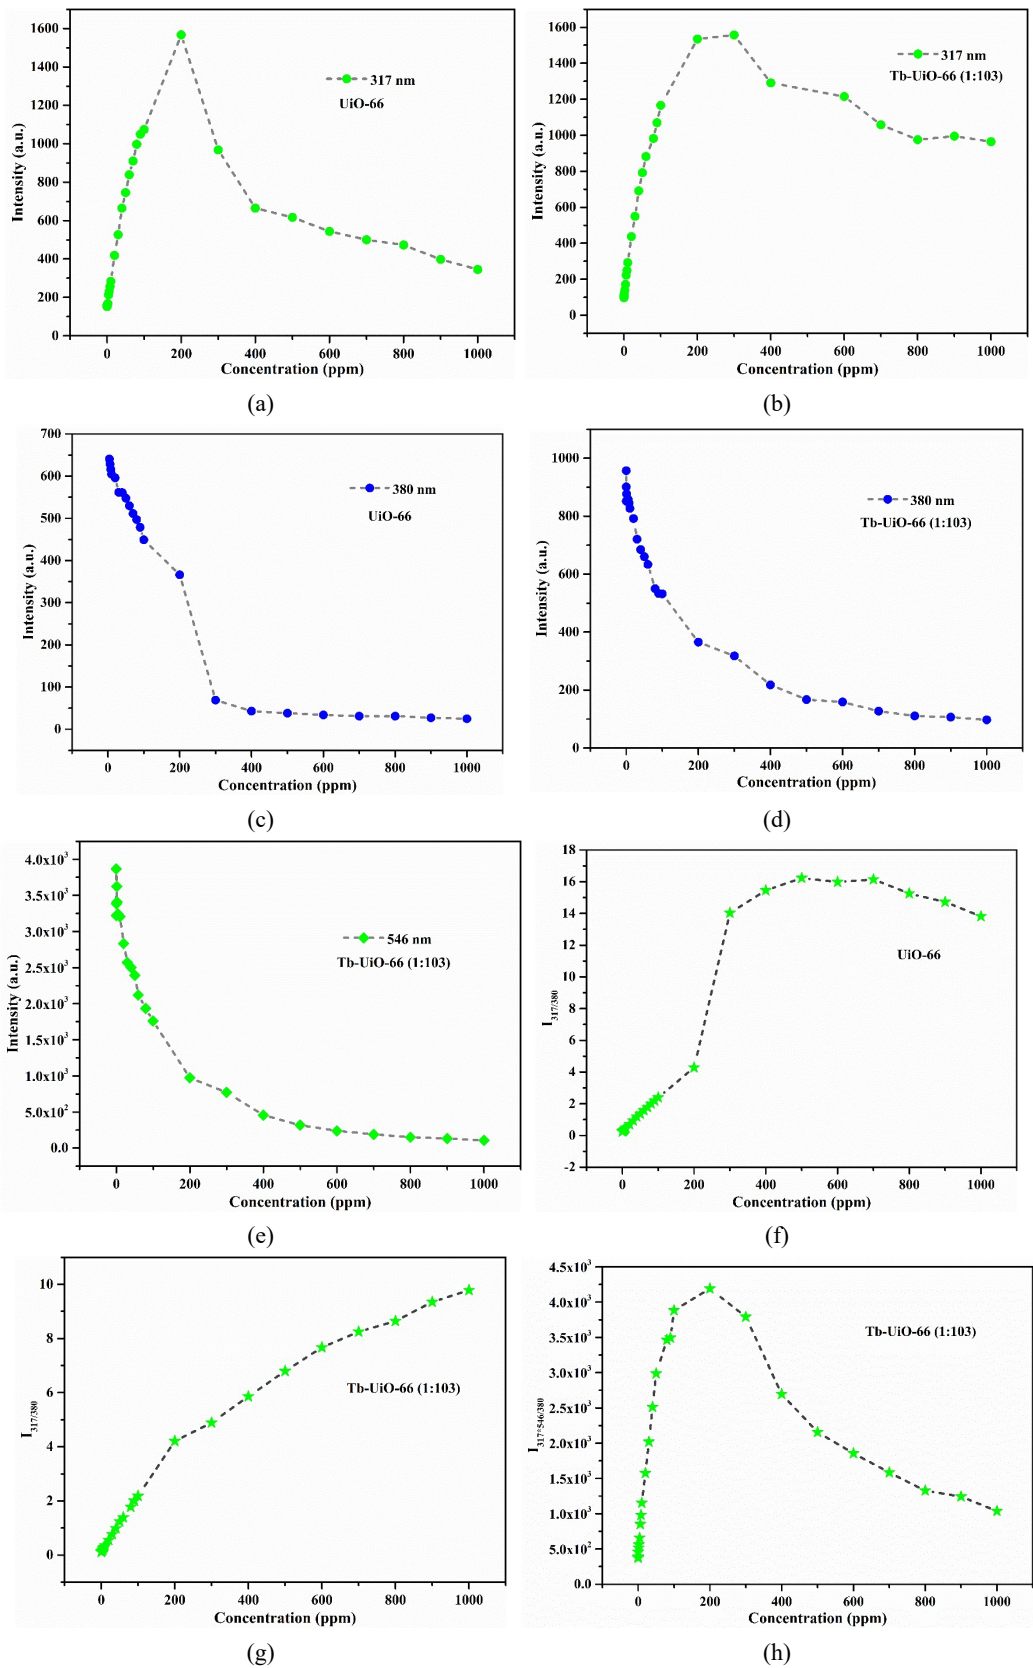 1600
1400
1200
1000
800
600
400
200
0
Intensity (a.u.)
317 nm
UiO-66
0 200 400 600 800 1000
Concentration (ppm)
(a)
1600
1400
1200
1000
800
600
400
200
0
Intensity (a.u.)
317 nm
Tb-UiO-66 (1:103)
0 200 400 600 800 1000
Concentration (ppm)
(b)
700
600
500
400
300
200
100
0
Intensity (a.u.)
380 nm
UiO-66
0 200 400 600 800 1000
Concentration (ppm)
(c)
1000
800
600
400
200
0
Intensity (a.u.)
380 nm
Tb-UiO-66 (1:103)
0 200 400 600 800 1000
Concentration (ppm)
(d)
4.0x10³
3.5x10³
3.0x10³
2.5x10³
2.0x10³
1.5x10³
1.0x10³
5.0x10²
0.0
Intensity (a.u.)
546 nm
Tb-UiO-66 (1:103)
0 200 400 600 800 1000
Concentration (ppm)
(e)
18
16
14
12
10
8
6
4
2
0
-2
I317/380
UiO-66
0 200 400 600 800 1000
Concentration (ppm)
(f)
10
8
6
4
2
0
I317/380
Tb-UiO-66 (1:103)
0 200 400 600 800 1000
Concentration (ppm)
(g)
4.5x10³
4.0x10³
3.5x10³
3.0x10³
2.5x10³
2.0x10³
1.5x10³
1.0x10³
5.0x10²
0.0
I317*546/380
Tb-UiO-66 (1:103)
0 200 400 600 800 1000
Concentration (ppm)
(h)